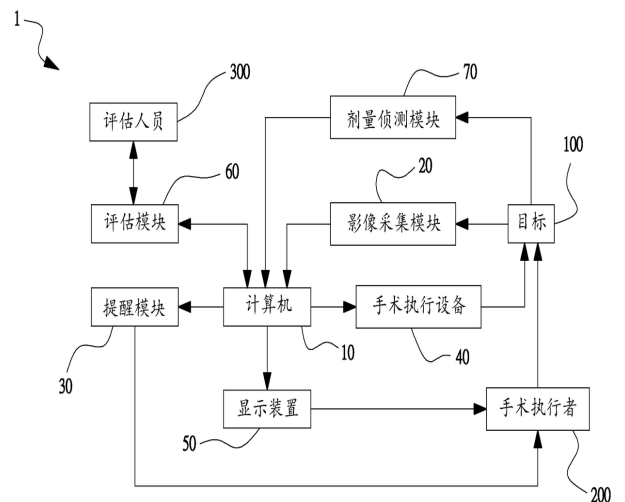 1
300
70
评估人员
剂量侦测模块
100
60
20
评估模块
影像采集模块
目标
提醒模块
计算机
手术执行设备
30
10
40
显示装置
手术执行者
50
200